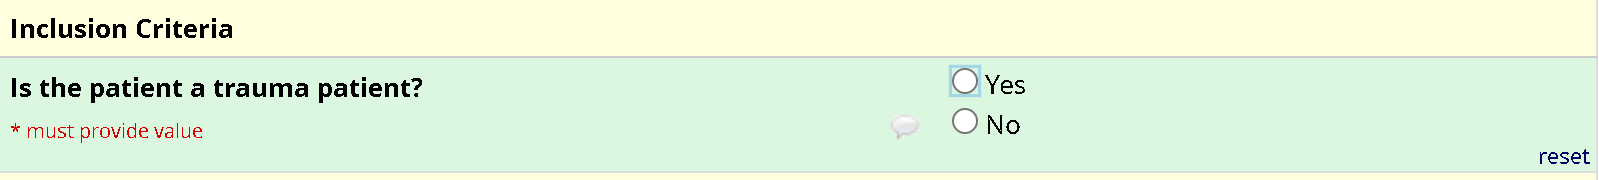 Inclusion Criteria
Is the patient a trauma patient?
* must provide value
Yes
No
reset